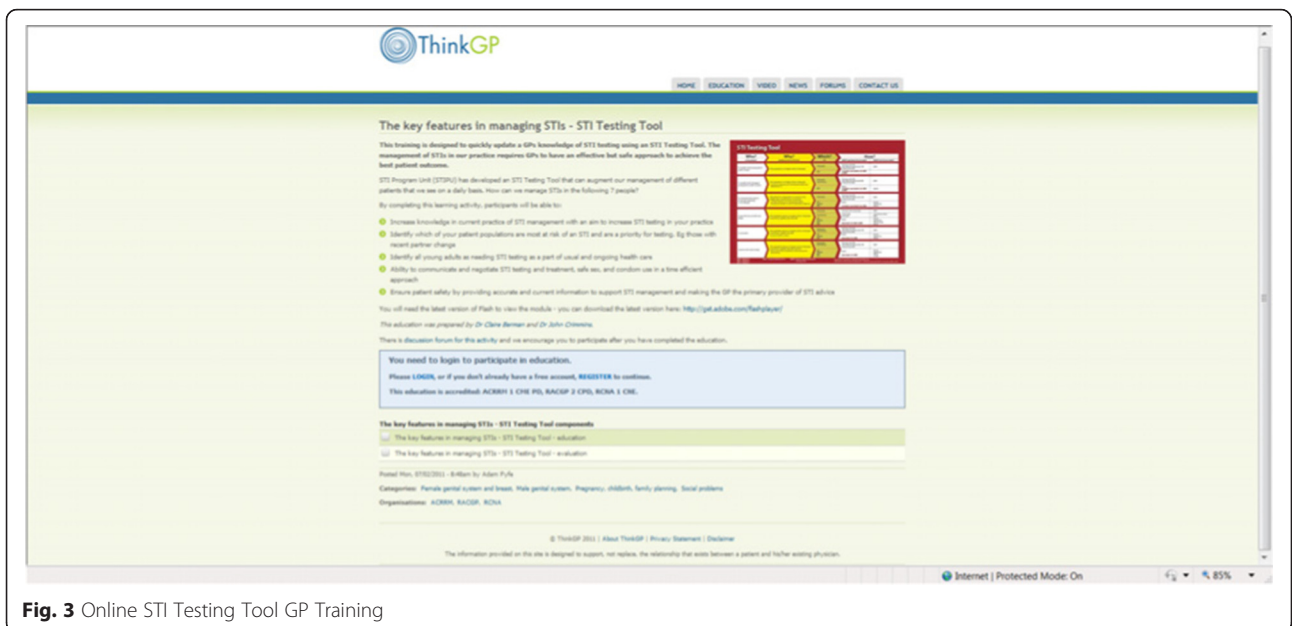 ThinkGP
HOME EDUCATION VIDEO NEWS FORUMS CONTACT US
The key features in managing STIs - STI Testing Tool
This training is designed to quickly update a GPs knowledge of STI testing using an STI Testing Tool. The
management of STIs in our practice requires GPs to have an effective but safe approach to achieve the
best patient outcome.
STI Testing Tool
STI Program Unit (STIPU) has developed an STI Testing Tool that can augment our management of different
patients that we see on a daily basis. How can we manage STIs in the following 7 people?
By completing this learning activity, participants will be able to:
Increase knowledge in current practice of STI management with an aim to increase STI testing in your practice
Identify which of your patient populations are most at risk of an STI and are a priority for testing. Eg those with
recent partner change
Identify all young adults as needing STI testing as a part of usual and ongoing health care
Ability to communicate and negotiate STI testing and treatment, safe sex, and condom use in a time efficient
approach
Ensure patient safety by providing accurate and current information to support STI management and making the GP the primary provider of STI advice
You will need the latest version of Flash to view the module - you can download the latest version here: http://get.adobe.com/flashplayer/
This education was prepared by Dr Clare Berman and Dr John Crimmins.
There is discussion forum for this activity and we encourage you to participate after you have completed the education.
You need to login to participate in education.
Please LOGIN, or if you don't already have a free account, REGISTER to continue.
This education is accredited: ACRRM 1 CME PD, RACGP 2 CPD, RCNA 1 CNE.
The key features in managing STIs - STI Testing Tool components
The key features in managing STIs - STI Testing Tool - education
The key features in managing STIs - STI Testing Tool - evaluation
Posted Mon, 07/02/2011 - 8:48am by Adam Fyfe
Categories: Female genital system and breast, Male genital system, Pregnancy, childbirth, family planning, Social problems
Organisations: ACRRM, RACGP, RCNA
© ThinkGP 2011 | About ThinkGP | Privacy Statement | Disclaimer
The information provided on this site is designed to support, not replace, the relationship that exists between a patient and his/her existing physician.
Internet | Protected Mode: On 85%
Fig. 3 Online STI Testing Tool GP Training